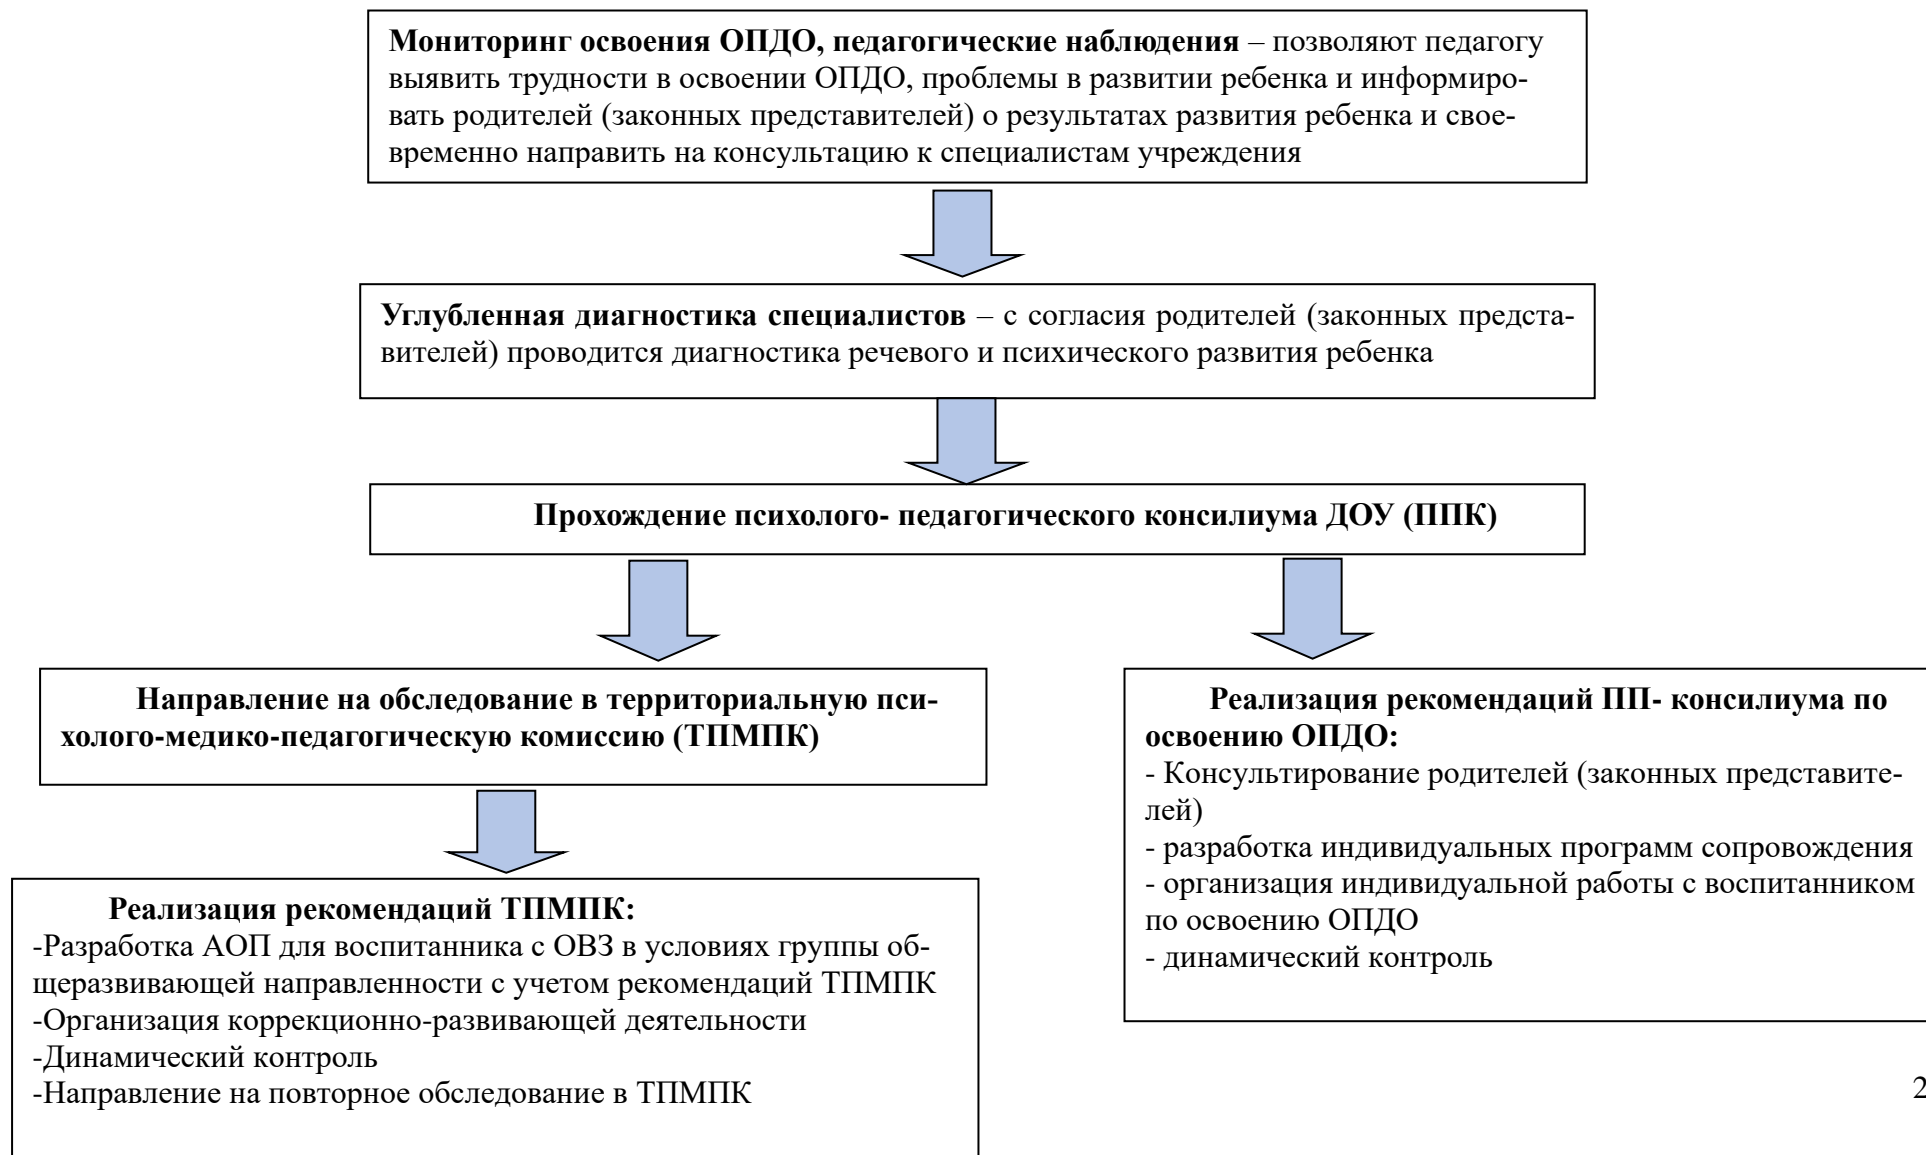 Мониторинг освоения ОПДО, педагогические наблюдения – позволяют педагогу
выявить трудности в освоении ОПДО, проблемы в развитии ребенка и информиро-
вать родителей (законных представителей) о результатах развития ребенка и свое-
временно направить на консультацию к специалистам учреждения
Углубленная диагностика специалистов – с согласия родителей (законных предста-
вителей) проводится диагностика речевого и психического развития ребенка
Прохождение психолого- педагогического консилиума ДОУ (ППК)
Направление на обследование в территориальную пси-
холого-медико-педагогическую комиссию (ТПМПК)
Реализация рекомендаций ТПМПК:
-Разработка АОП для воспитанника с ОВЗ в условиях группы об-
щеразвивающей направленности с учетом рекомендаций ТПМПК
-Организация коррекционно-развивающей деятельности
-Динамический контроль
-Направление на повторное обследование в ТПМПК
Реализация рекомендаций ПП- консилиума по
освоению ОПДО:
- Консультирование родителей (законных представите-
лей)
- разработка индивидуальных программ сопровождения
- организация индивидуальной работы с воспитанником
по освоению ОПДО
- динамический контроль
2